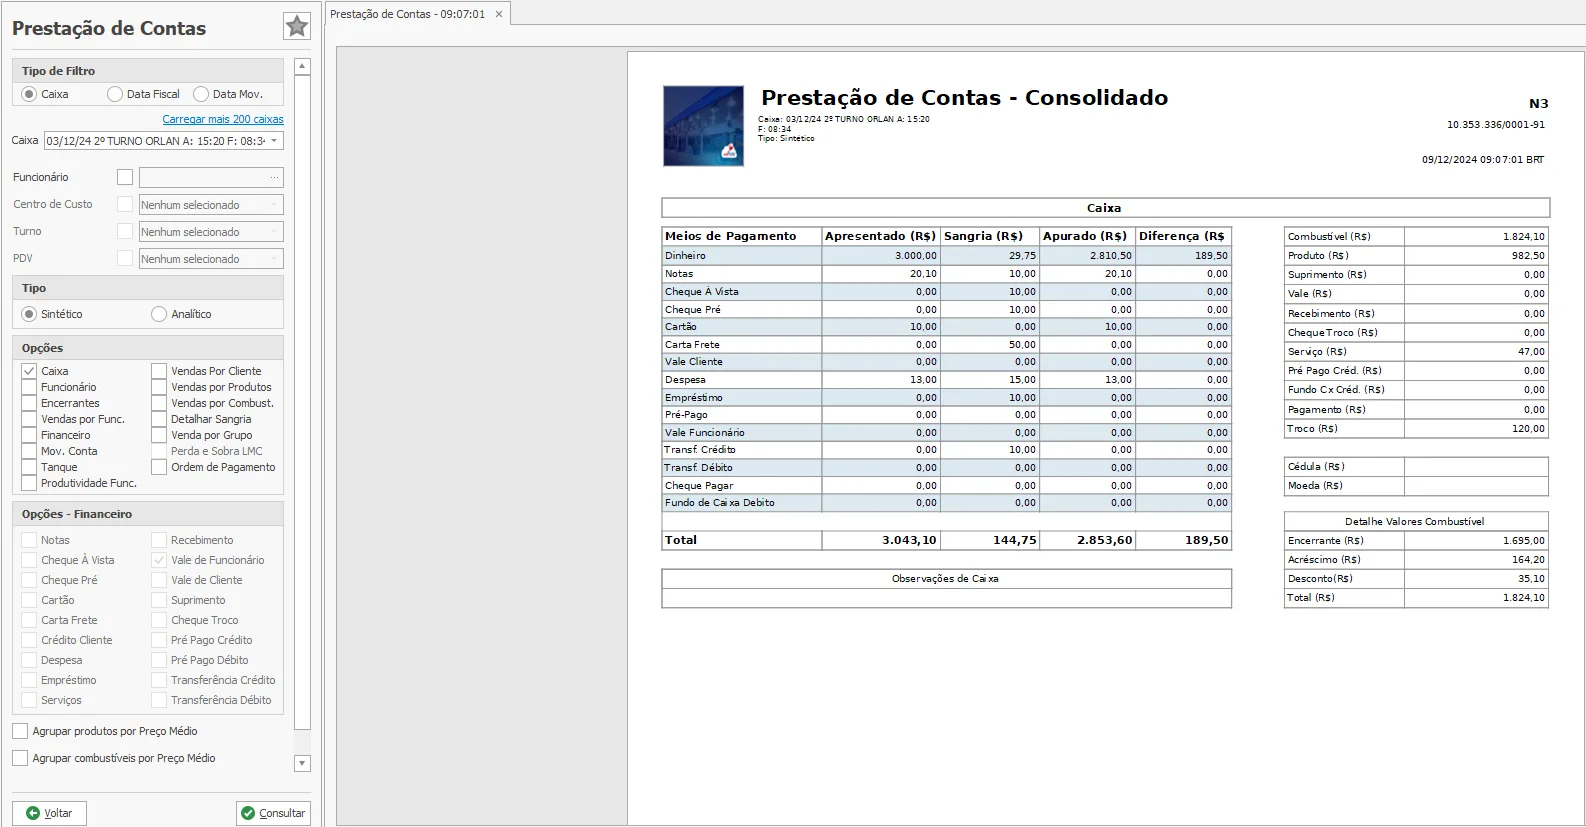 Prestação de Contas
Tipo de Filtro
Caixa Data Fiscal Data Mov.
Carregar mais 200 caixas
Caixa 03/12/24 2º TURNO ORLAN A: 15:20 F: 08:34
Funcionário ...
Centro de Custo Nenhum selecionado
Turno Nenhum selecionado
PDV Nenhum selecionado
Tipo
Sintético Analítico
Opções
Caixa Vendas Por Cliente
Funcionário Vendas por Produtos
Encerrantes Vendas por Combust.
Vendas por Func. Detalhar Sangria
Financeiro Venda por Grupo
Mov. Conta Perda e Sobra LMC
Tanque Ordem de Pagamento
Produtividade Func.
Opções - Financeiro
Notas Recebimento
Cheque À Vista Vale de Funcionário
Cheque Pré Vale de Cliente
Cartão Suprimento
Carta Frete Cheque Troco
Crédito Cliente Pré Pago Crédito
Despesa Pré Pago Débito
Empréstimo Transferência Crédito
Serviços Transferência Débito
Agrupar produtos por Preço Médio
Agrupar combustíveis por Preço Médio
Voltar Consultar
Prestação de Contas - 09:07:01 ×
Prestação de Contas - Consolidado
Caixa: 03/12/24 2º TURNO ORLAN A: 15:20
F: 08:34
Tipo: Sintético
N3
10.353.336/0001-91
09/12/2024 09:07:01 BRT
Caixa
Meios de Pagamento Apresentado (R$) Sangria (R$) Apurado (R$) Diferença (R$
Dinheiro 3.000,00 29,75 2.810,50 189,50
Notas 20,10 10,00 20,10 0,00
Cheque À Vista 0,00 10,00 0,00 0,00
Cheque Pré 0,00 10,00 0,00 0,00
Cartão 10,00 0,00 10,00 0,00
Carta Frete 0,00 50,00 0,00 0,00
Vale Cliente 0,00 0,00 0,00 0,00
Despesa 13,00 15,00 13,00 0,00
Empréstimo 0,00 10,00 0,00 0,00
Pré-Pago 0,00 0,00 0,00 0,00
Vale Funcionário 0,00 0,00 0,00 0,00
Transf. Crédito 0,00 10,00 0,00 0,00
Transf. Débito 0,00 0,00 0,00 0,00
Cheque Pagar 0,00 0,00 0,00 0,00
Fundo de Caixa Debito 0,00 0,00 0,00 0,00
Total 3.043,10 144,75 2.853,60 189,50
Observações de Caixa
Combustível (R$) 1.824,10
Produto (R$) 982,50
Suprimento (R$) 0,00
Vale (R$) 0,00
Recebimento (R$) 0,00
Cheque Troco (R$) 0,00
Serviço (R$) 47,00
Pré Pago Créd. (R$) 0,00
Fundo Cx Créd. (R$) 0,00
Pagamento (R$) 0,00
Troco (R$) 120,00
Cédula (R$)
Moeda (R$)
Detalhe Valores Combustível
Encerrante (R$) 1.695,00
Acréscimo (R$) 164,20
Desconto(R$) 35,10
Total (R$) 1.824,10